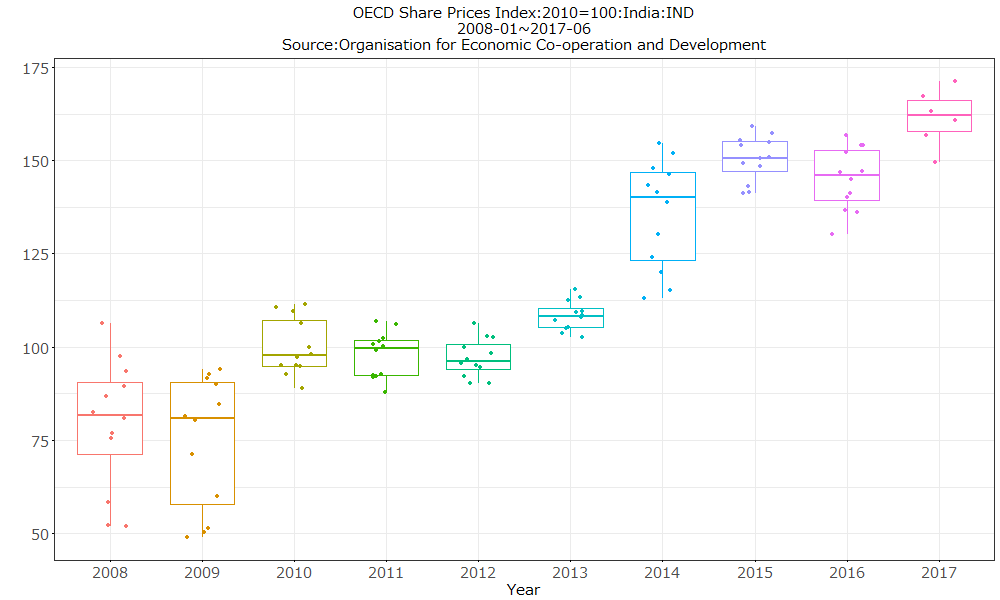 OECD Share Prices Index:2010=100:India:IND
2008-01~2017-06
Source:Organisation for Economic Co-operation and Development
175
150
125
100
75
50
2008 2009 2010 2011 2012 2013 2014 2015 2016 2017
Year